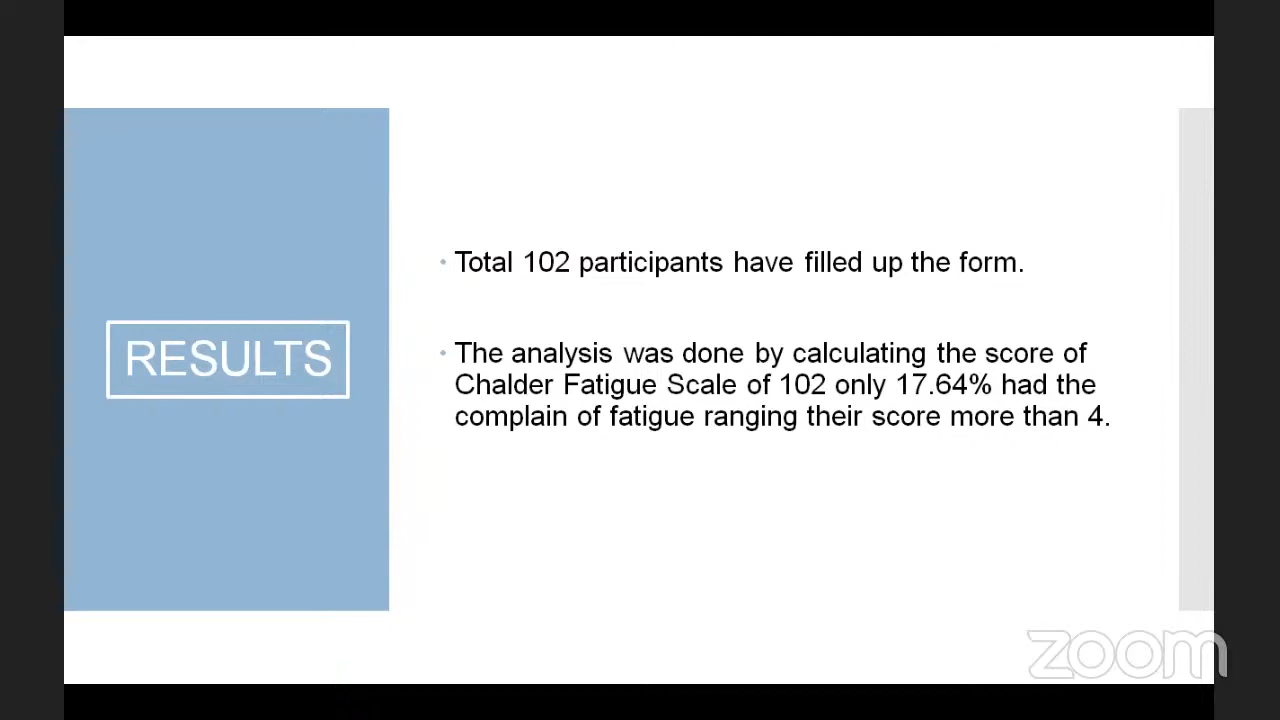 RESULTS
• Total 102 participants have filled up the form.
• The analysis was done by calculating the score of
Chalder Fatigue Scale of 102 only 17.64% had the
complain of fatigue ranging their score more than 4.
zoom